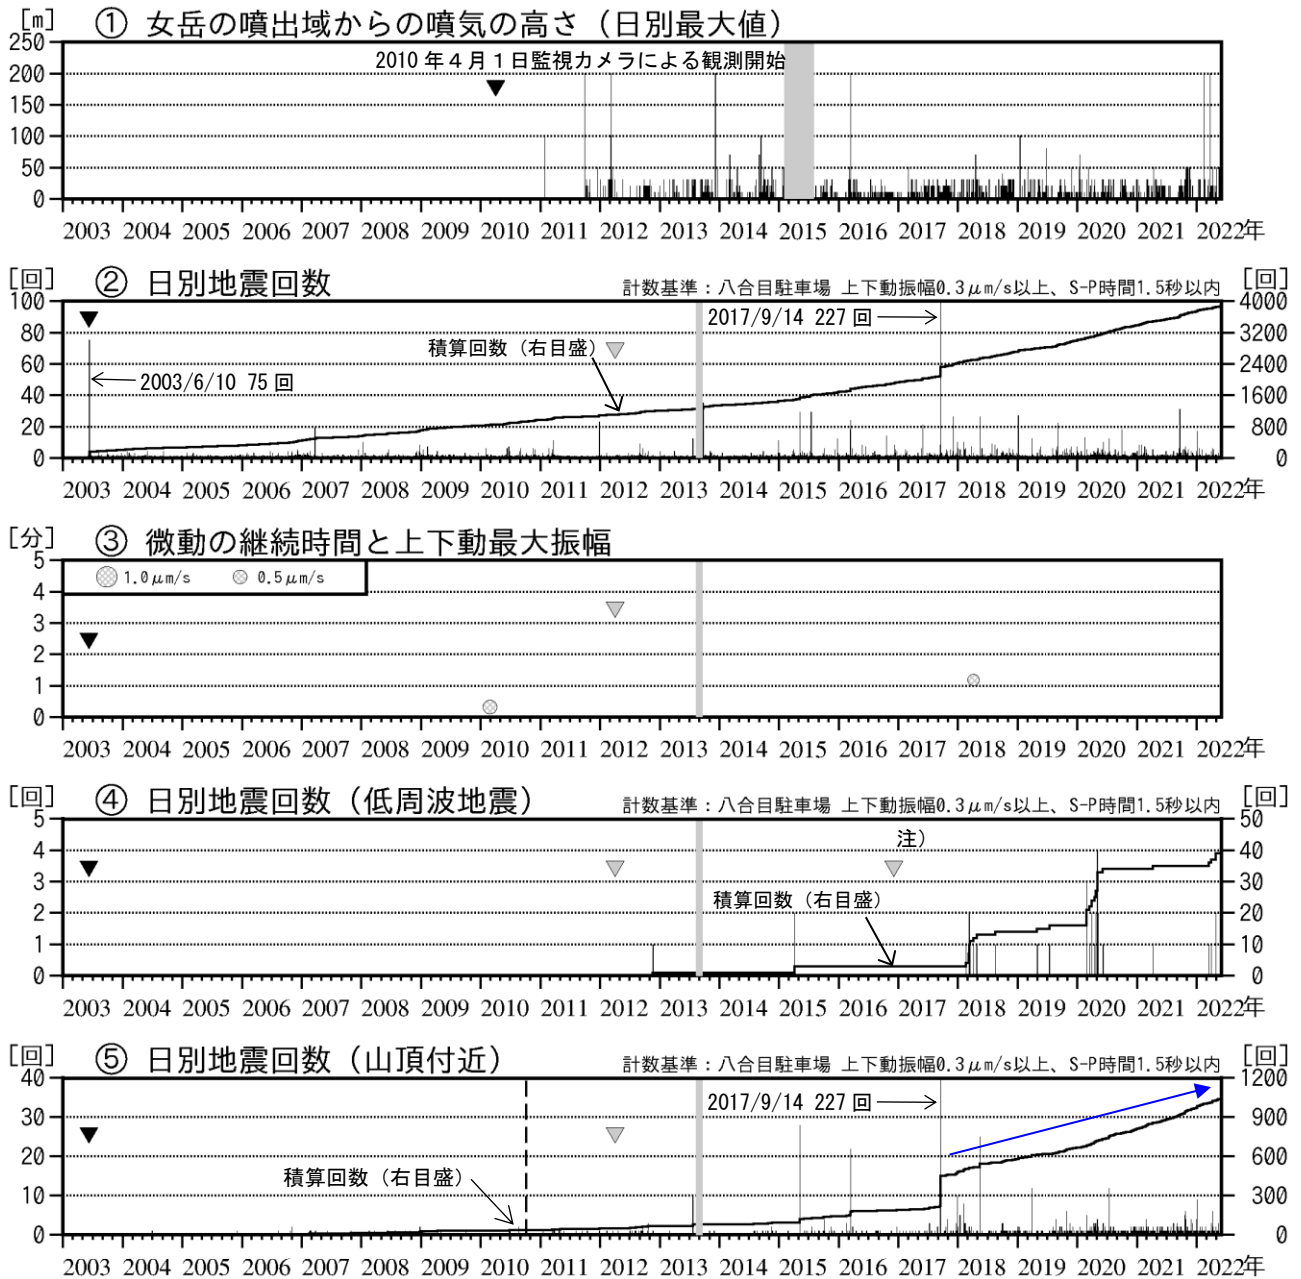 [m] ① 女岳の噴出域からの噴気の高さ（日別最大値）
250
2010年４月１日監視カメラによる観測開始
200
150
100
50
0
2003 2004 2005 2006 2007 2008 2009 2010 2011 2012 2013 2014 2015 2016 2017 2018 2019 2020 2021 2022年
[回] ② 日別地震回数 計数基準：八合目駐車場 上下動振幅0.3μm/s以上、S-P時間1.5秒以内 [回]
100 4000
2017/9/14 227回
80 3200
積算回数（右目盛）
60 2400
2003/6/10 75回
40 1600
20 800
0 0
2003 2004 2005 2006 2007 2008 2009 2010 2011 2012 2013 2014 2015 2016 2017 2018 2019 2020 2021 2022年
[分] ③ 微動の継続時間と上下動最大振幅
5
1.0μm/s 0.5μm/s
4
3
2
1
0
2003 2004 2005 2006 2007 2008 2009 2010 2011 2012 2013 2014 2015 2016 2017 2018 2019 2020 2021 2022年
[回] ④ 日別地震回数（低周波地震） 計数基準：八合目駐車場 上下動振幅0.3μm/s以上、S-P時間1.5秒以内 [回]
5 50
注）
4 40
3 30
積算回数（右目盛）
2 20
1 10
0 0
2003 2004 2005 2006 2007 2008 2009 2010 2011 2012 2013 2014 2015 2016 2017 2018 2019 2020 2021 2022年
[回] ⑤ 日別地震回数（山頂付近） 計数基準：八合目駐車場 上下動振幅0.3μm/s以上、S-P時間1.5秒以内 [回]
40 1200
2017/9/14 227回
30 900
20 600
積算回数（右目盛）
10 300
0 0
2003 2004 2005 2006 2007 2008 2009 2010 2011 2012 2013 2014 2015 2016 2017 2018 2019 2020 2021 2022年